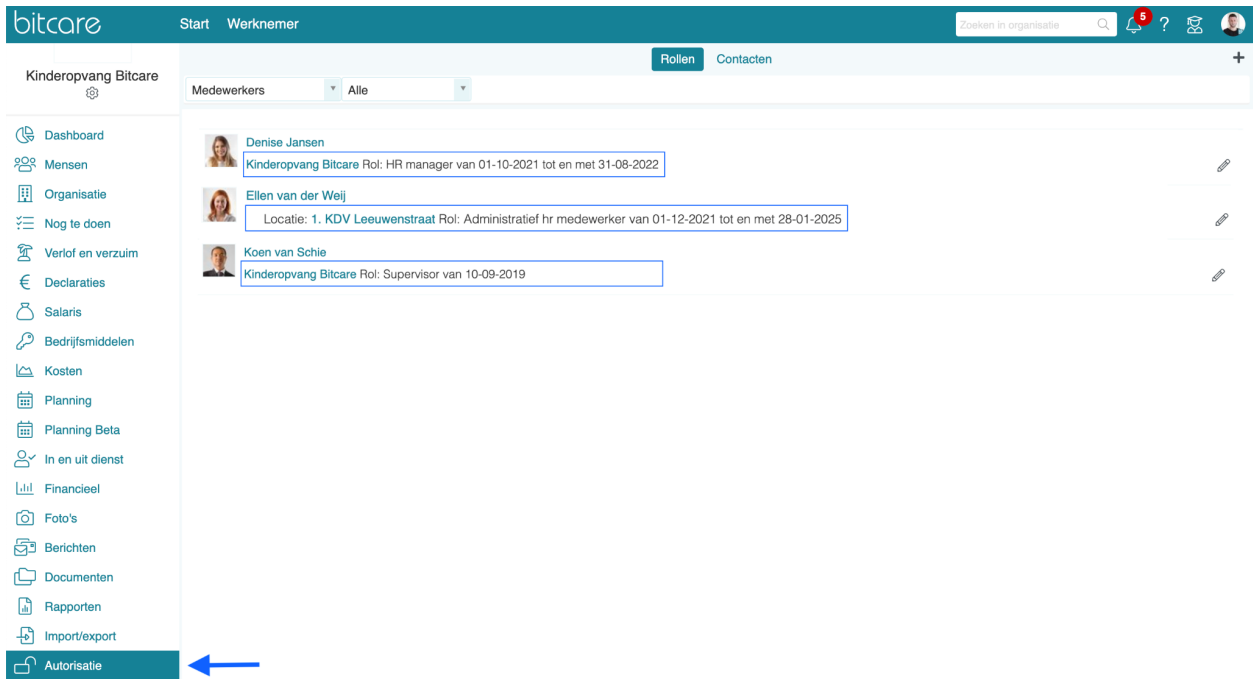 bitcare
Start Werknemer
Zoeken in organisatie
5
?
Kinderopvang Bitcare
Rollen Contacten
+
Medewerkers Alle
Dashboard
Mensen
Organisatie
Nog te doen
Verlof en verzuim
Declaraties
Salaris
Bedrijfsmiddelen
Kosten
Planning
Planning Beta
In en uit dienst
Financieel
Foto's
Berichten
Documenten
Rapporten
Import/export
Autorisatie
Denise Jansen
Kinderopvang Bitcare Rol: HR manager van 01-10-2021 tot en met 31-08-2022
Ellen van der Weij
Locatie: 1. KDV Leeuwenstraat Rol: Administratief hr medewerker van 01-12-2021 tot en met 28-01-2025
Koen van Schie
Kinderopvang Bitcare Rol: Supervisor van 10-09-2019